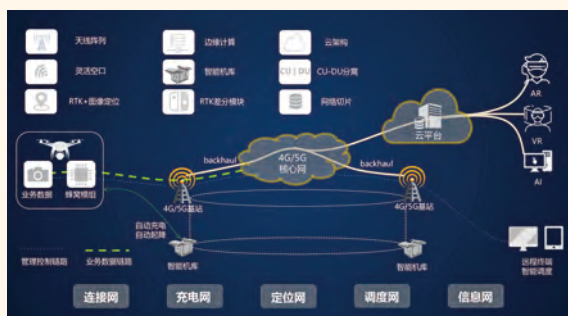 天线阵列
边缘计算
云架构
灵活空口
智能机库
CU | DU
CU-DU分离
RTK+图像定位
RTK差分模块
网络切片
AR
VR
AI
云平台
4G/5G
核心网
backhaul
backhaul
业务数据
蜂窝模组
4G/5G基站
4G/5G基站
自动充电
自动起降
智能机库
智能机库
管理控制链路
业务数据链路
远程终端
智能调度
连接网
充电网
定位网
调度网
信息网